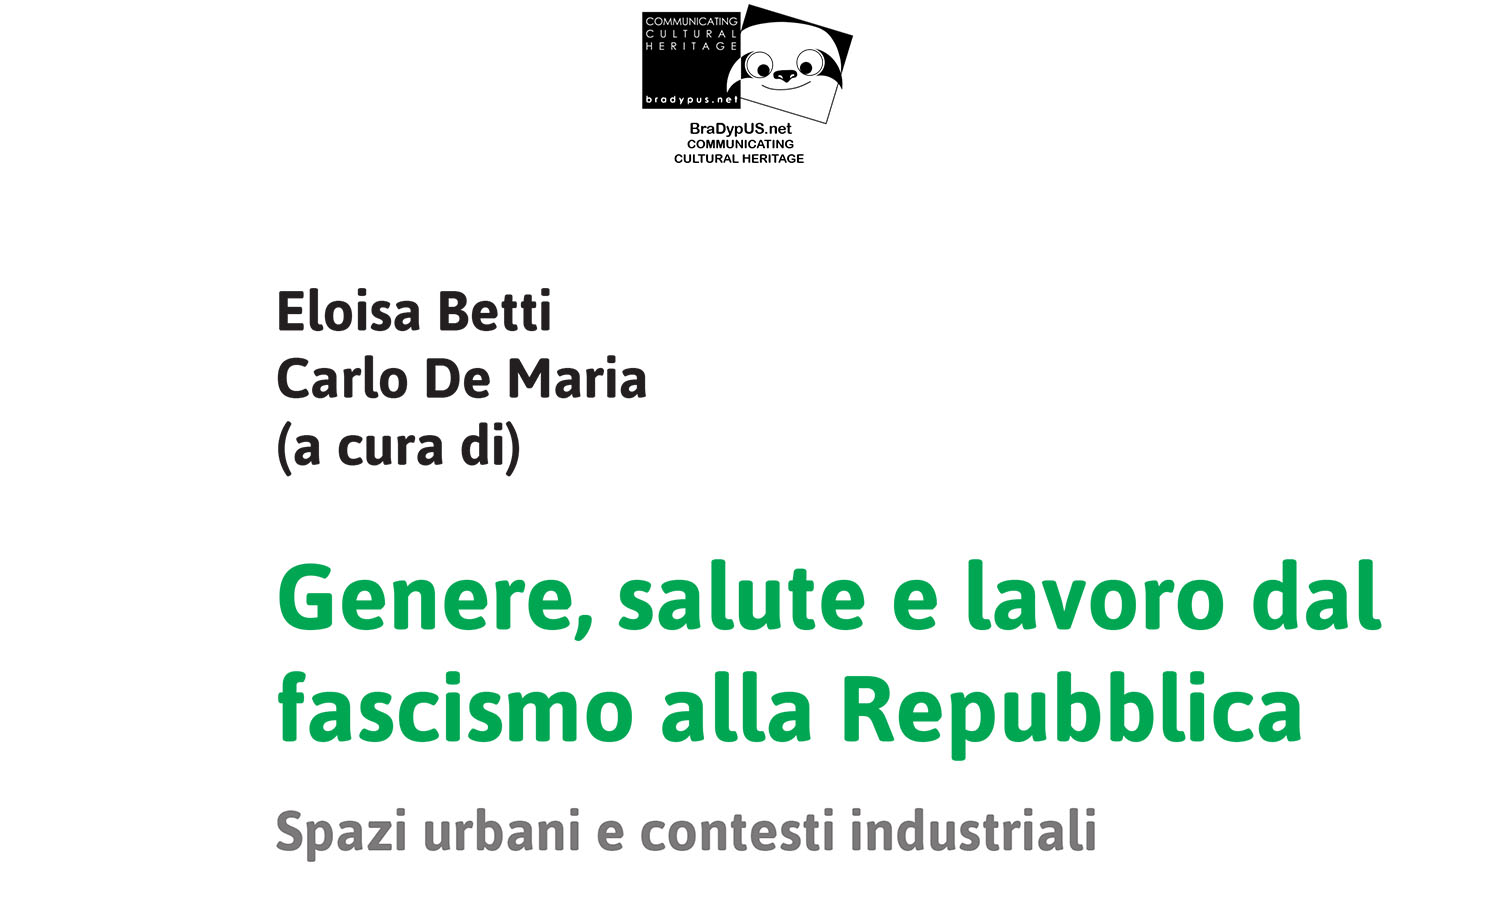 COMMUNICATING
CULTURAL
HERITAGE
bradypus.net
BraDypUS.net
COMMUNICATING
CULTURAL HERITAGE
Eloisa Betti
Carlo De Maria
(a cura di)
Genere, salute e lavoro dal
fascismo alla Repubblica
Spazi urbani e contesti industriali